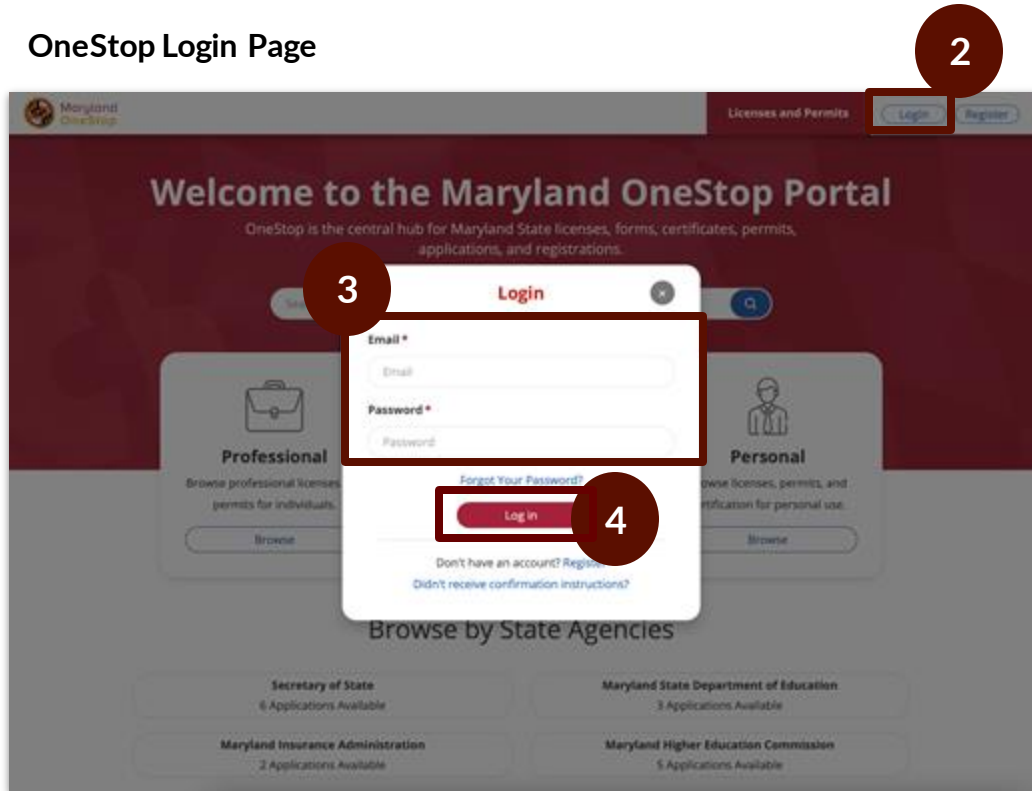 OneStop Login Page
2
Maryland
OneStop
Licenses and Permits
Login
Register
Welcome to the Maryland OneStop Portal
OneStop is the central hub for Maryland State licenses, forms, certificates, permits,
applications, and registrations.
3
Login
Email *
Email
Password *
Password
Forgot Your Password?
Log in
4
Don't have an account? Register
Didn't receive confirmation instructions?
Professional
Browse professional licenses
permits for individuals.
Browse
Personal
licenses, permits, and
for personal use.
Browse
Browse by State Agencies
Secretary of State
6 Applications Available
Maryland State Department of Education
3 Applications Available
Maryland Insurance Administration
2 Applications Available
Maryland Higher Education Commission
5 Applications Available